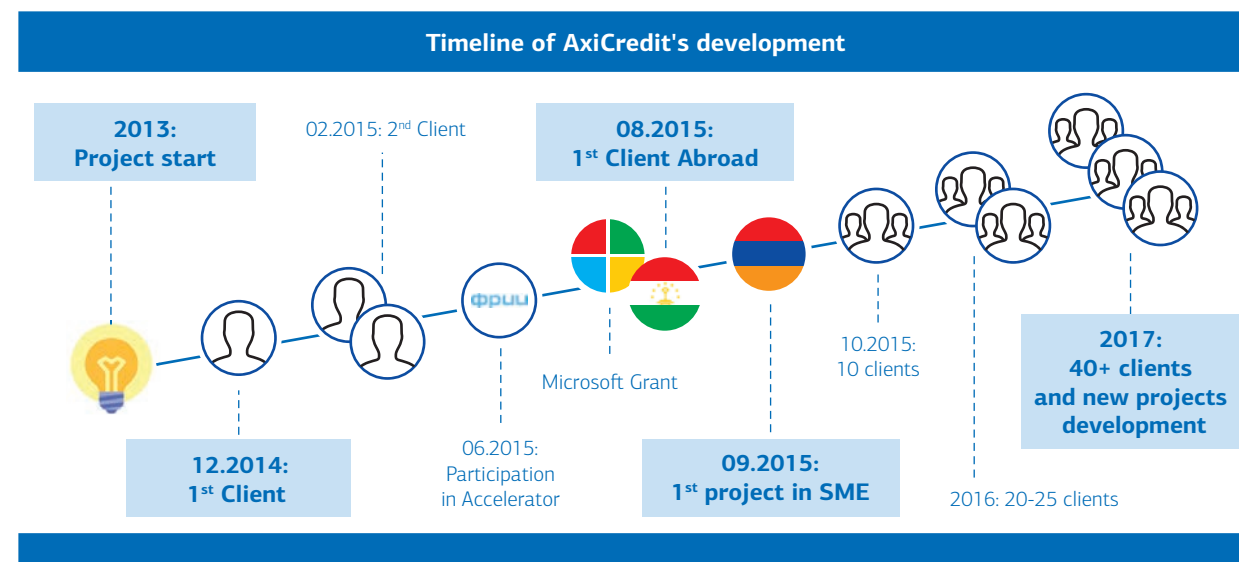 Timeline of AxiCredit's development
2013:
Project start
12.2014:
1st Client
02.2015: 2nd Client
фрии
06.2015:
Participation
in Accelerator
Microsoft Grant
08.2015:
1st Client Abroad
09.2015:
1st project in SME
10.2015:
10 clients
2016: 20-25 clients
2017:
40+ clients
and new projects
development